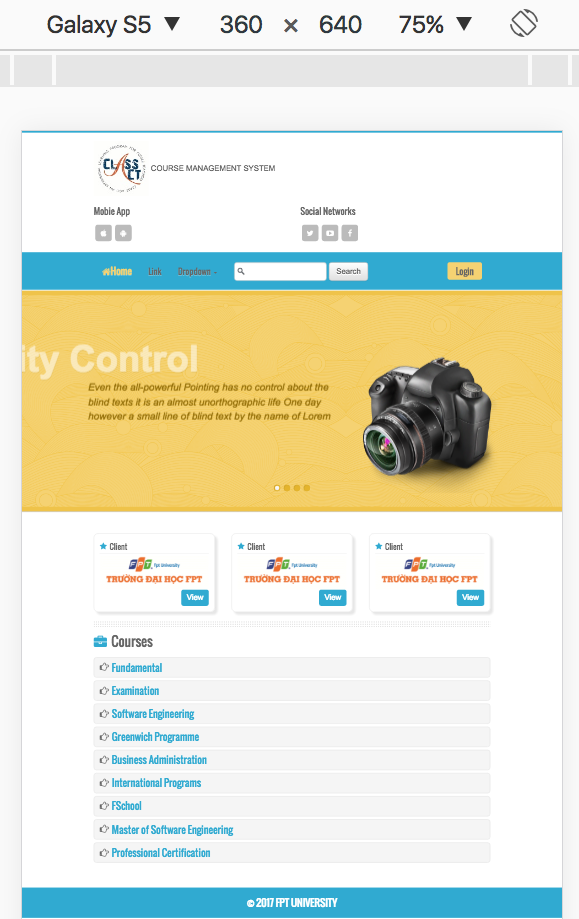 Galaxy S5 ▼ 360 × 640 75% ▼
CLASS
CT
COURSE MANAGEMENT SYSTEM
Mobie App
Social Networks
Home Link Dropdown Search Login
ity Control
Even the all-powerful Pointing has no control about the
blind texts it is an almost unorthographic life One day
however a small line of blind text by the name of Lorem
Client
FPT. Fpt University
TRƯỜNG ĐẠI HỌC FPT
View
Client
FPT. Fpt University
TRƯỜNG ĐẠI HỌC FPT
View
Client
FPT. Fpt University
TRƯỜNG ĐẠI HỌC FPT
View
Courses
Fundamental
Examination
Software Engineering
Greenwich Programme
Business Administration
International Programs
FSchool
Master of Software Engineering
Professional Certification
© 2017 FPT UNIVERSITY